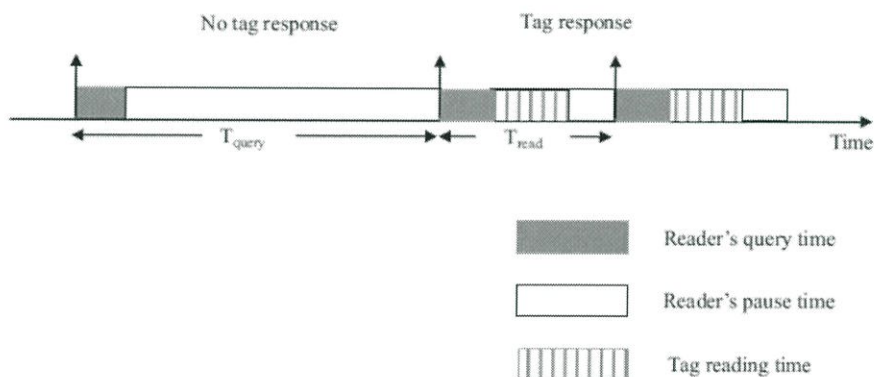 No tag response
Tag response
T_query
T_read
Time
Reader's query time
Reader's pause time
Tag reading time